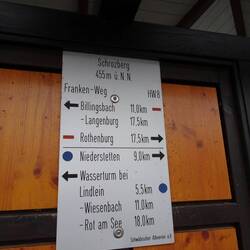 Schrozberg
455m ü. N N
Franken-Weg HW8
Billingsbach 11,0km
-Langenburg 17,5km
Rothenburg 17,5km
Niederstetten 9,0km
Wasserturm bei
Lindlein 5,5km
-Wiesenbach 11,0km
-Rot am See 18,0km
Schwäbischer Albverein e.V.